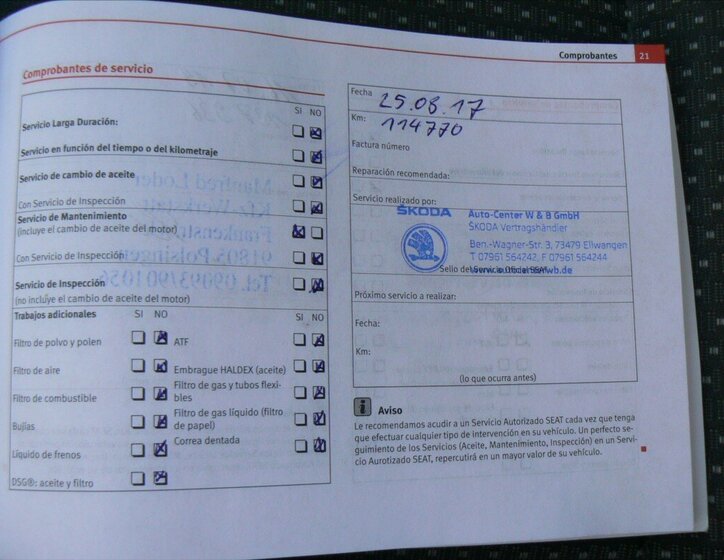 Comprobantes 21
Comprobantes de servicio
SI NO
Servicio Larga Duración:
Servicio en función del tiempo o del kilometraje
Servicio de cambio de aceite
Con Servicio de Inspección
Servicio de Mantenimiento
(incluye el cambio de aceite del motor)
Con Servicio de Inspección
Servicio de Inspección
(no incluye el cambio de aceite del motor)
Trabajos adicionales SI NO SI NO
Filtro de polvo y polen
Filtro de aire
Filtro de combustible
Bujías
Líquido de frenos
DSG®: aceite y filtro
ATF
Embrague HALDEX (aceite)
Filtro de gas y tubos flexi-
bles
Filtro de gas líquido (filtro
de papel)
Correa dentada
Fecha 25.08.17
Km: 114770
Factura número
Reparación recomendada:
Servicio realizado por:
ŠKODA Auto-Center W & B GmbH
ŠKODA Vertragshändler
Ben.-Wagner-Str. 3, 73479 Ellwangen
T 07961 564242, F 07961 564244
Sello del Servicio Oficial SEAT
Próximo servicio a realizar:
Fecha:
Km:
(lo que ocurra antes)
Aviso
Le recomendamos acudir a un Servicio Autorizado SEAT cada vez que tenga
que efectuar cualquier tipo de intervención en su vehículo. Un perfecto se-
guimiento de los Servicios (Aceite, Mantenimiento, Inspección) en un Servi-
cio Aurotizado SEAT, repercutirá en un mayor valor de su vehículo.